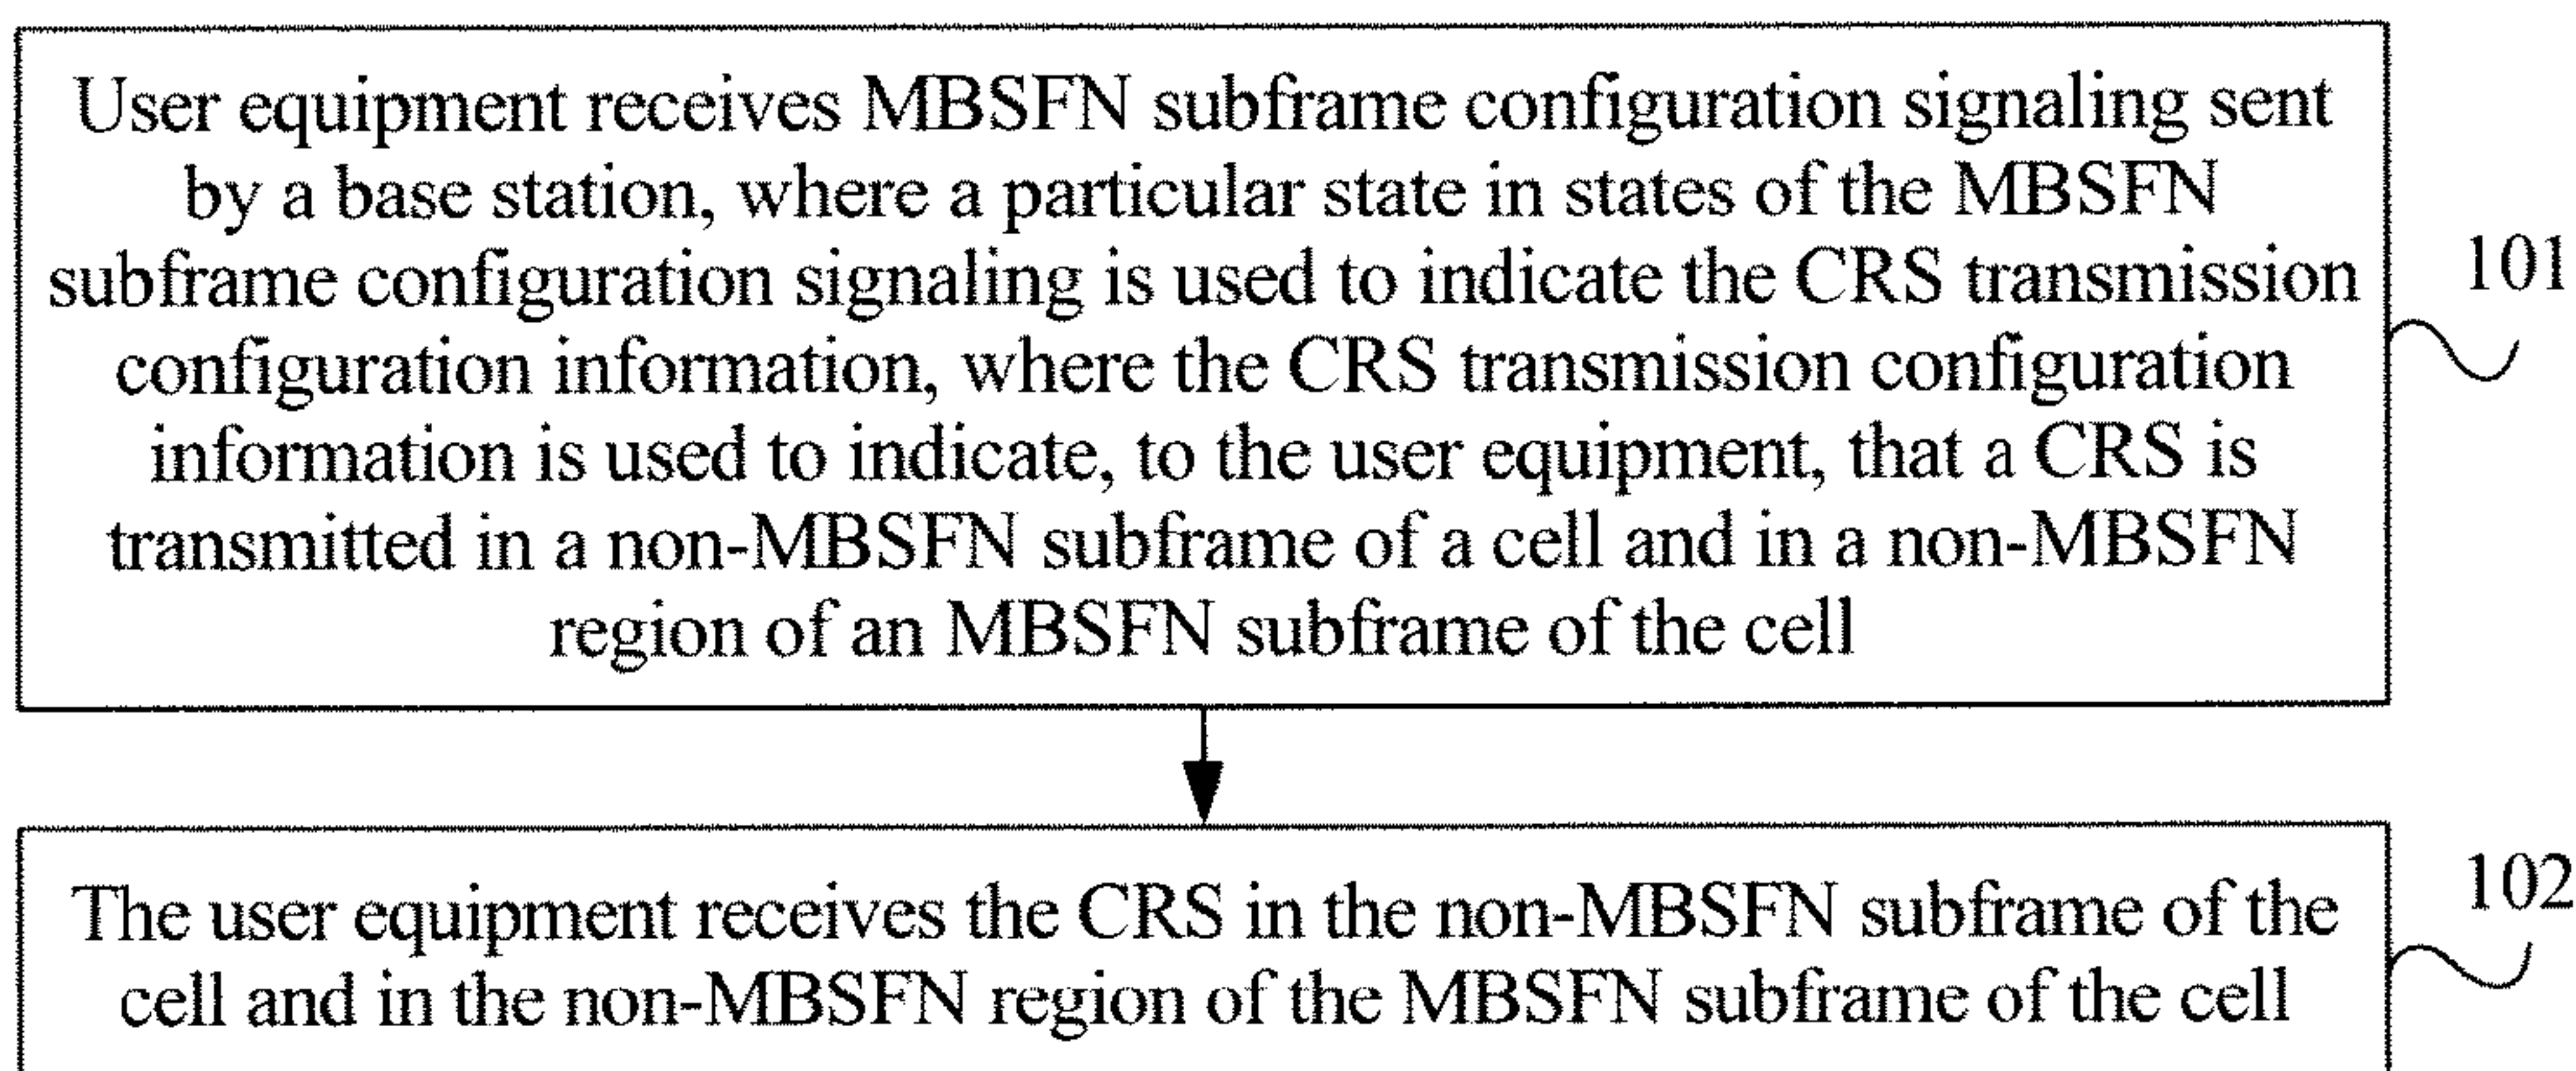 User equipment receives MBSFN subframe configuration signaling sent
by a base station, where a particular state in states of the MBSFN
subframe configuration signaling is used to indicate the CRS transmission
configuration information, where the CRS transmission configuration
information is used to indicate, to the user equipment, that a CRS is
transmitted in a non-MBSFN subframe of a cell and in a non-MBSFN
region of an MBSFN subframe of the cell
101
The user equipment receives the CRS in the non-MBSFN subframe of the
cell and in the non-MBSFN region of the MBSFN subframe of the cell
102